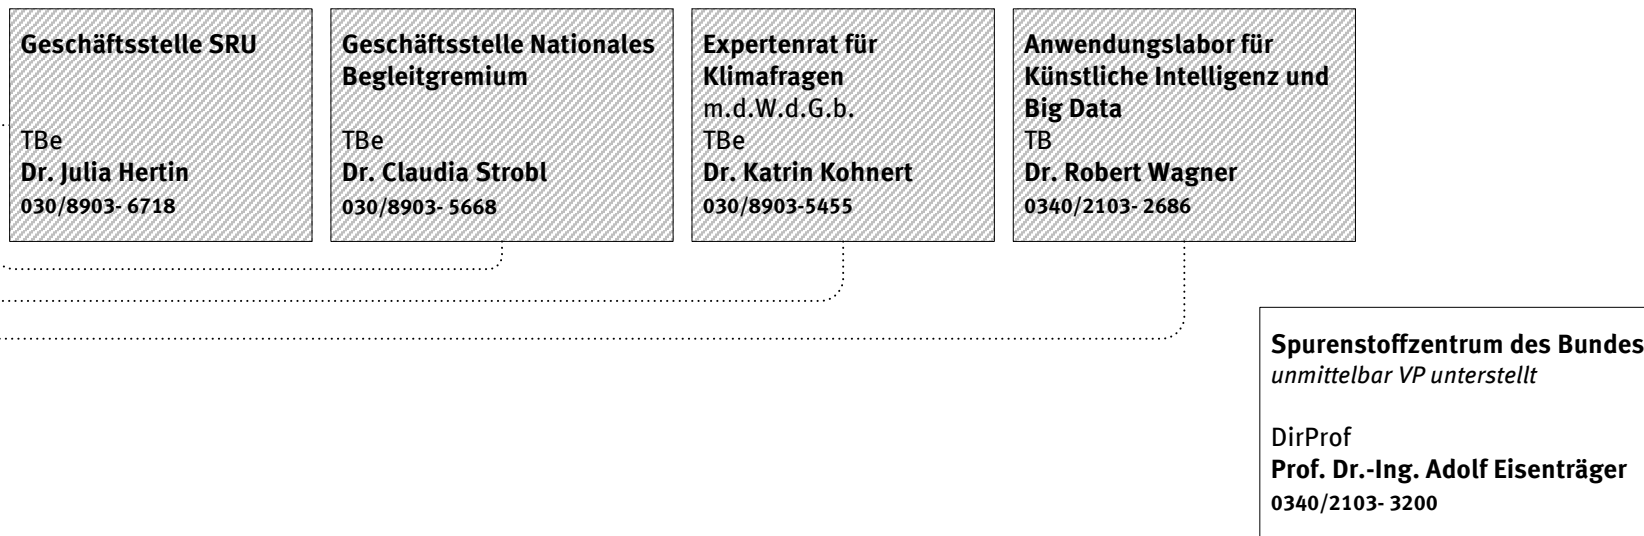 Geschäftsstelle SRU
TBe
Dr. Julia Hertin
030/8903- 6718
Geschäftsstelle Nationales
Begleitgremium
TBe
Dr. Claudia Strobl
030/8903- 5668
Expertenrat für
Klimafragen
m.d.W.d.G.b.
TBe
Dr. Katrin Kohnert
030/8903-5455
Anwendungslabor für
Künstliche Intelligenz und
Big Data
TB
Dr. Robert Wagner
0340/2103- 2686
Spurenstoffzentrum des Bundes
unmittelbar VP unterstellt
DirProf
Prof. Dr.-Ing. Adolf Eisenträger
0340/2103- 3200